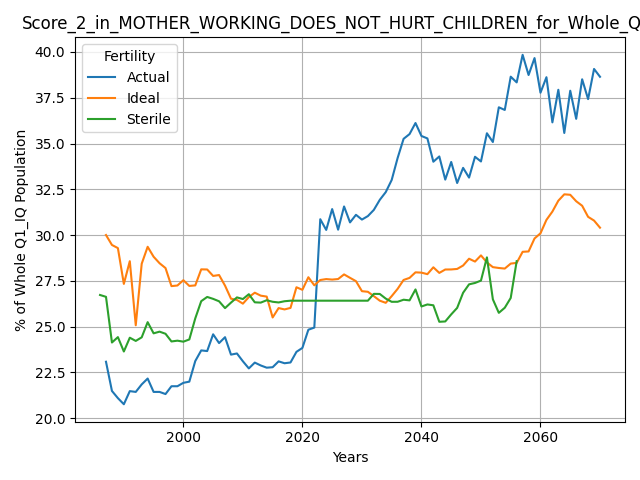 Score_2_in_MOTHER_WORKING_DOES_NOT_HURT_CHILDREN_for_Whole_Q
Fertility
Actual
Ideal
Sterile
% of Whole Q1_IQ Population
40.0
37.5
35.0
32.5
30.0
27.5
25.0
22.5
20.0
2000 2020 2040 2060
Years